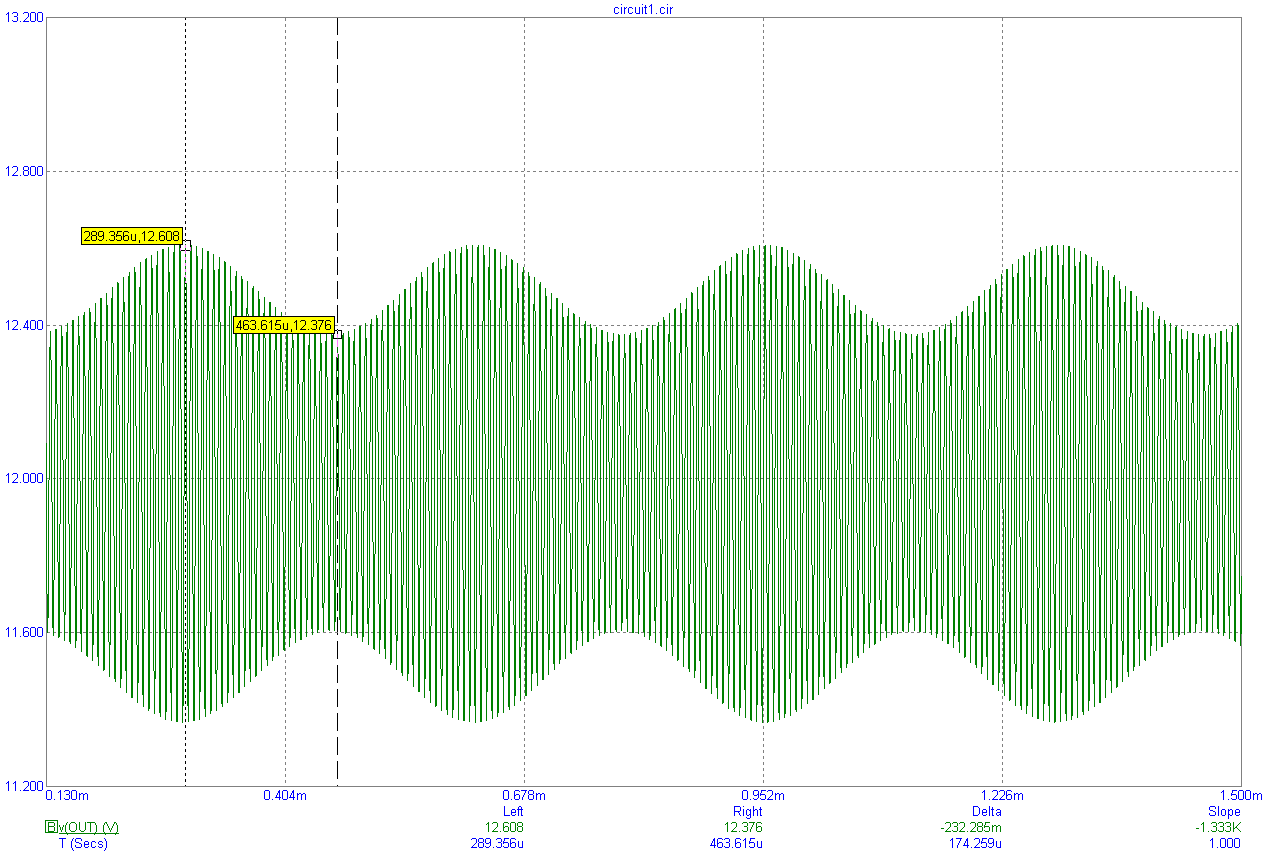 circuit1.cir
13.200
12.800
289.356u,12.608
463.615u,12.376
12.400
12.000
11.600
11.200
0.130m 0.404m 0.678m 0.952m 1.226m 1.500m
Left Right Delta Slope
B v(OUT) (V) 12.608 12.376 -232.285m -1.333K
T (Secs) 289.356u 463.615u 174.259u 1.000